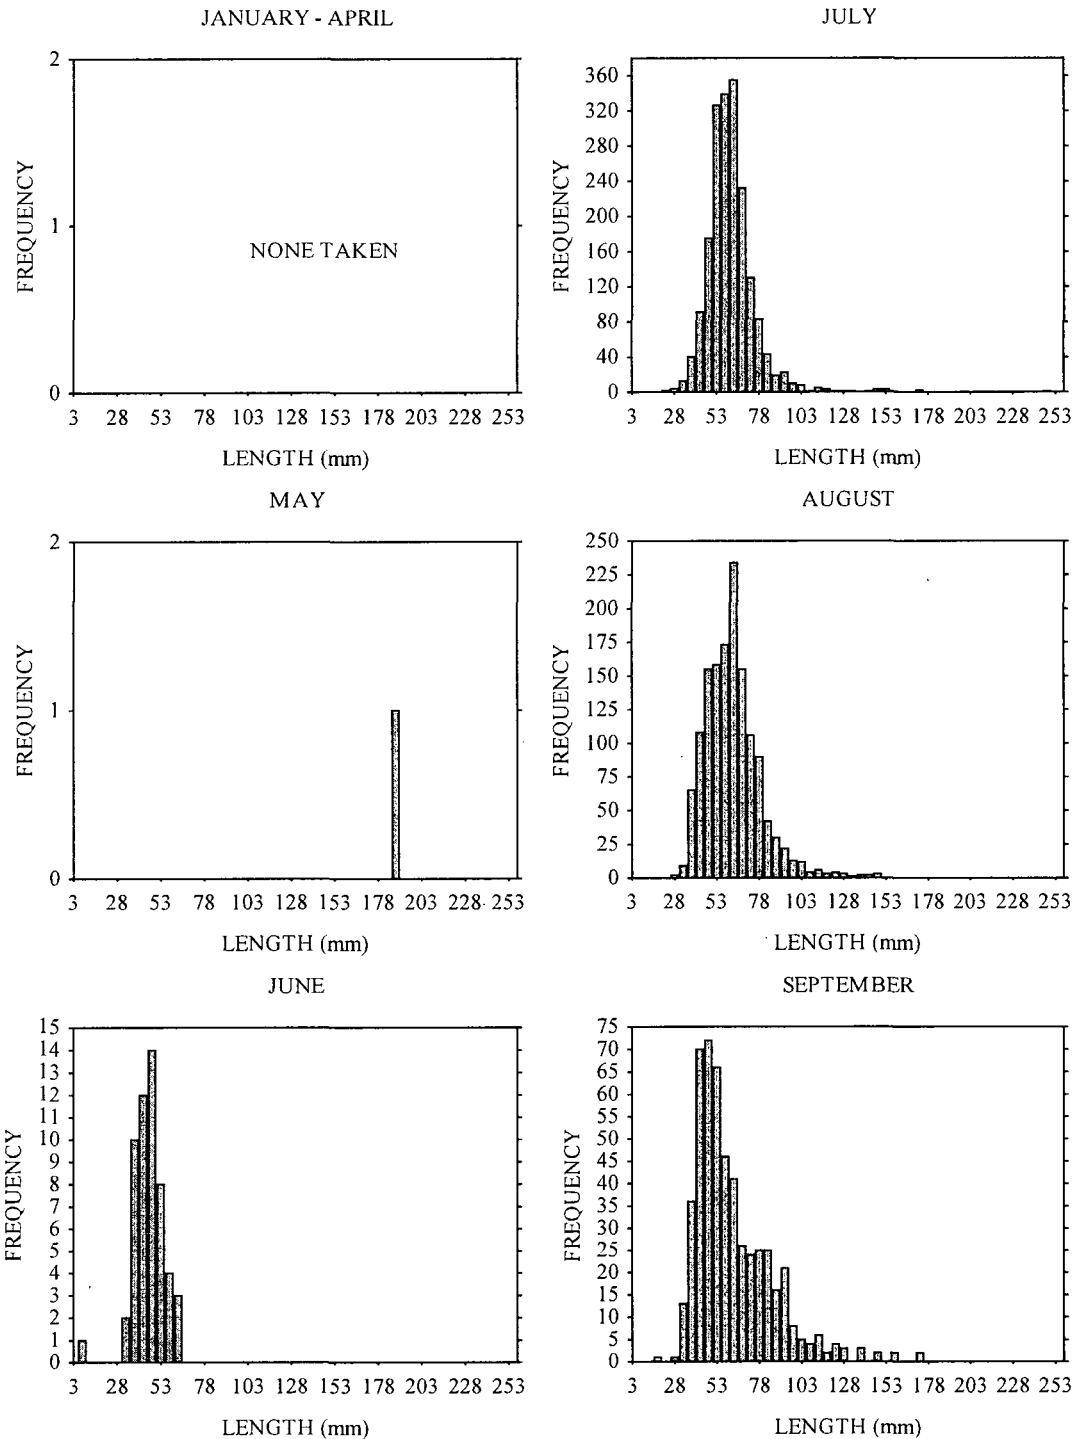 JANUARY - APRIL
2
1
0
FREQUENCY
NONE TAKEN
3 28 53 78 103 128 153 178 203 228 253
LENGTH (mm)
MAY
2
1
0
FREQUENCY
3 28 53 78 103 128 153 178 203 228 253
LENGTH (mm)
JUNE
15
14
13
12
11
10
9
8
7
6
5
4
3
2
1
0
FREQUENCY
3 28 53 78 103 128 153 178 203 228 253
LENGTH (mm)
JULY
360
320
280
240
200
160
120
80
40
0
FREQUENCY
3 28 53 78 103 128 153 178 203 228 253
LENGTH (mm)
AUGUST
250
225
200
175
150
125
100
75
50
25
0
FREQUENCY
3 28 53 78 103 128 153 178 203 228 253
LENGTH (mm)
SEPTEMBER
75
70
65
60
55
50
45
40
35
30
25
20
15
10
5
0
FREQUENCY
3 28 53 78 103 128 153 178 203 228 253
LENGTH (mm)